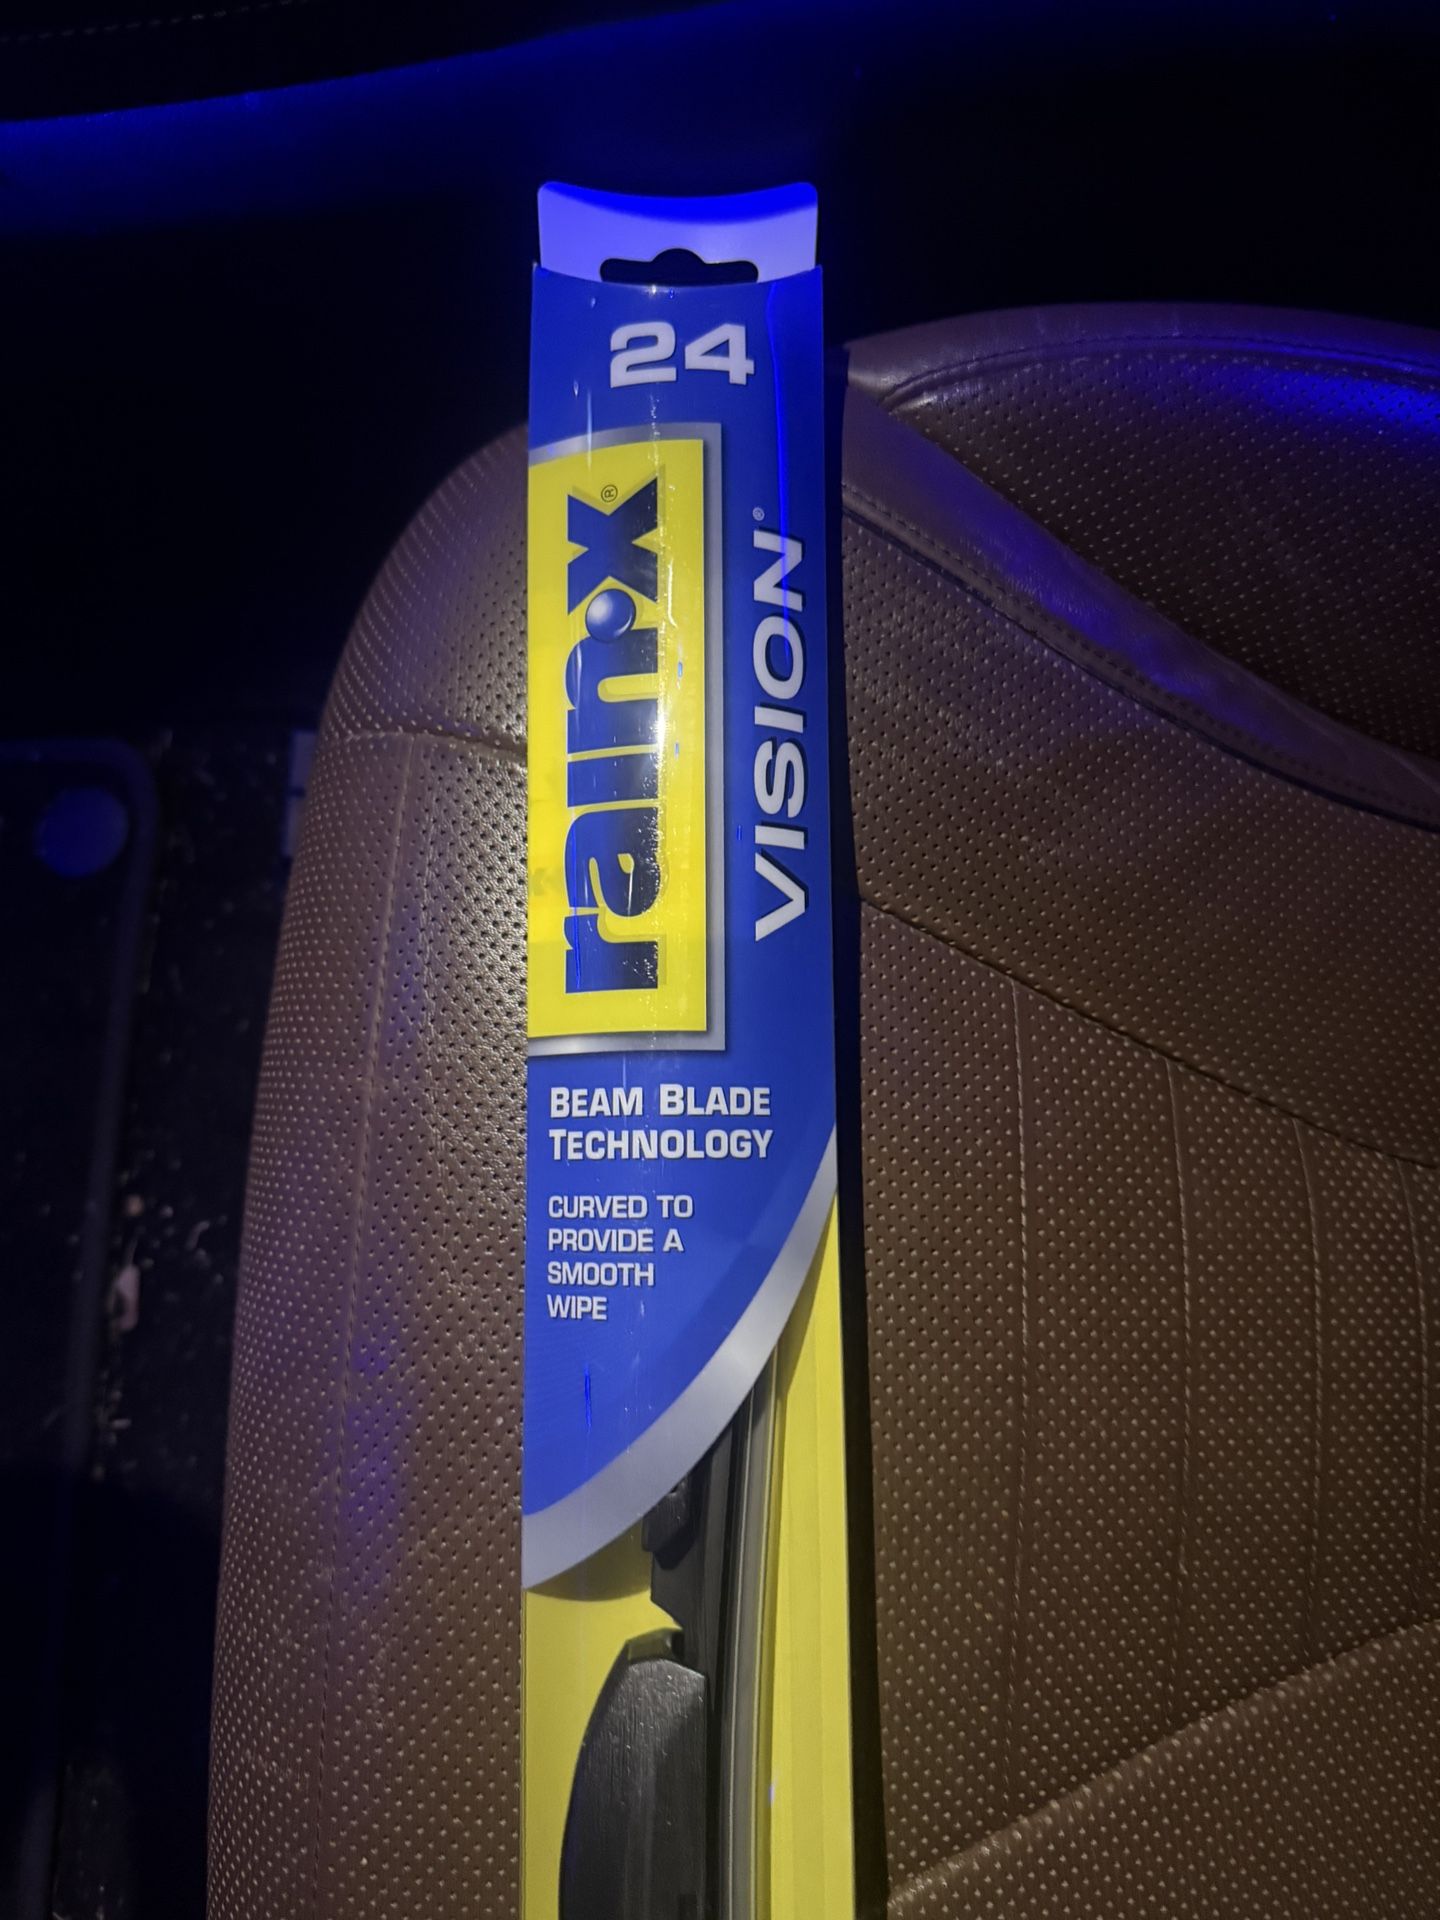 24
rain·x®
VISION®
BEAM BLADE
TECHNOLOGY
CURVED TO
PROVIDE A
SMOOTH
WIPE